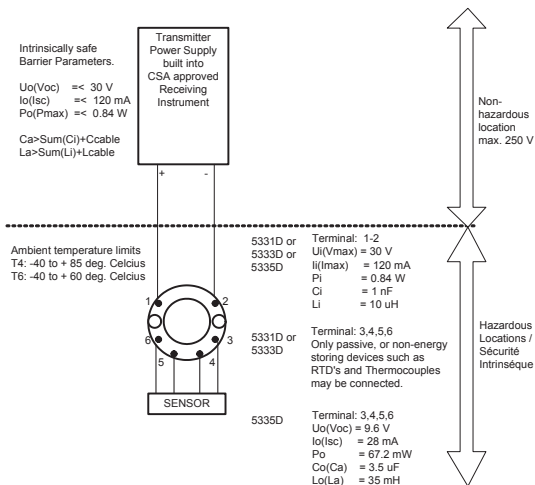 Intrinsically safe
Barrier Parameters.
Uo(Voc) =< 30 V
Io(Isc) =< 120 mA
Po(Pmax) =< 0.84 W
Ca>Sum(Ci)+Ccable
La>Sum(Li)+Lcable
Transmitter
Power Supply
built into
CSA approved
Receiving
Instrument
+ -
Non-
hazardous
location
max. 250 V
Ambient temperature limits
T4: -40 to + 85 deg. Celcius
T6: -40 to + 60 deg. Celcius
5331D or
5333D or
5335D
Terminal: 1-2
Ui(Vmax) = 30 V
Ii(Imax) = 120 mA
Pi = 0.84 W
Ci = 1 nF
Li = 10 uH
1 2
6 3
5 4
SENSOR
5331D or
5333D
Terminal: 3,4,5,6
Only passive, or non-energy
storing devices such as
RTD's and Thermocouples
may be connected.
Hazardous
Locations /
Sécurité
Intrinséque
5335D
Terminal: 3,4,5,6
Uo(Voc) = 9.6 V
Io(Isc) = 28 mA
Po = 67.2 mW
Co(Ca) = 3.5 uF
Lo(La) = 35 mH